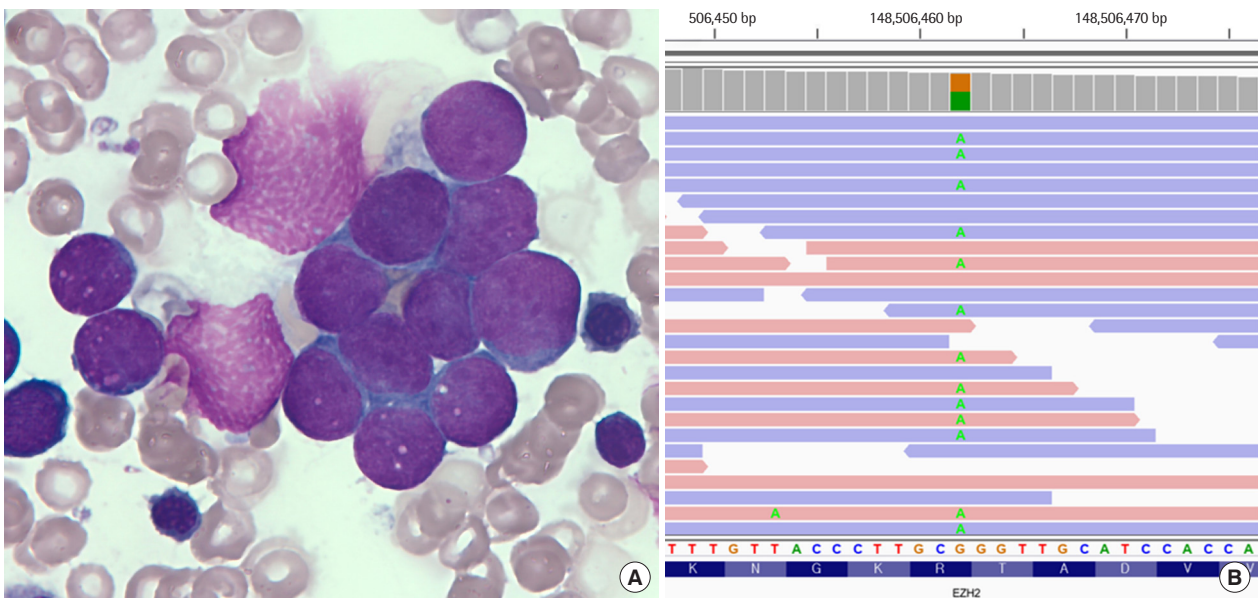 506,450 bp 148,506,460 bp 148,506,470 bp
A
A
A
A
A
A
A
A
A
A
A
A A
A
T T T G T T A C C C T T G C G G G T T G C A T C C A C C A
K N G K R T A D V V
EZH2
A
B